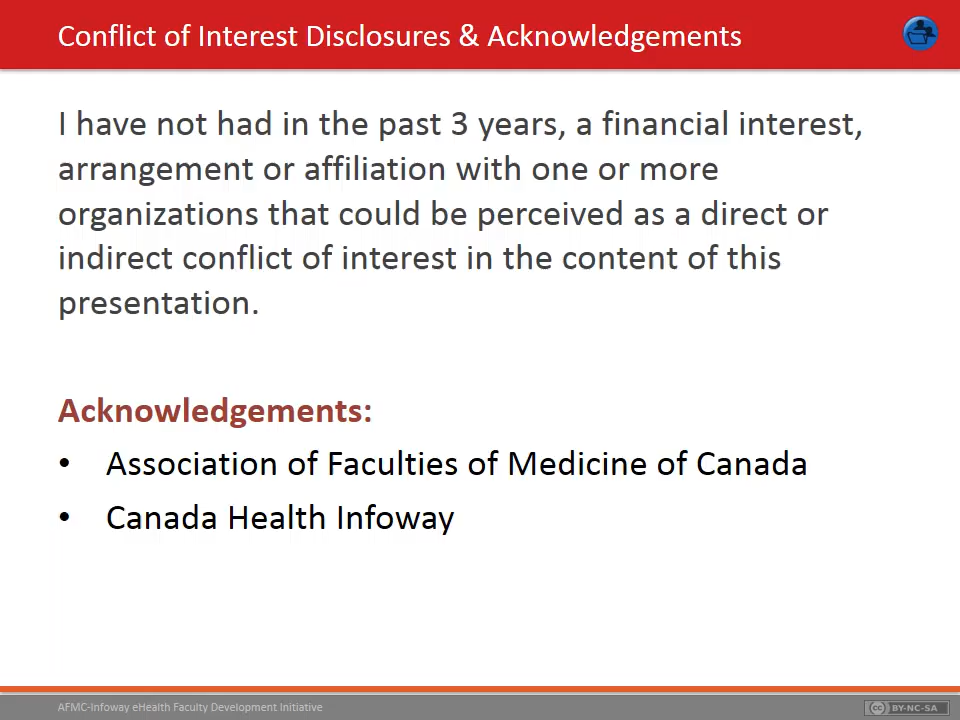 Conflict of Interest Disclosures & Acknowledgements
I have not had in the past 3 years, a financial interest,
arrangement or affiliation with one or more
organizations that could be perceived as a direct or
indirect conflict of interest in the content of this
presentation.
Acknowledgements:
• Association of Faculties of Medicine of Canada
• Canada Health Infoway
AFMC-Infoway eHealth Faculty Development Initiative
cc BY-NC-SA